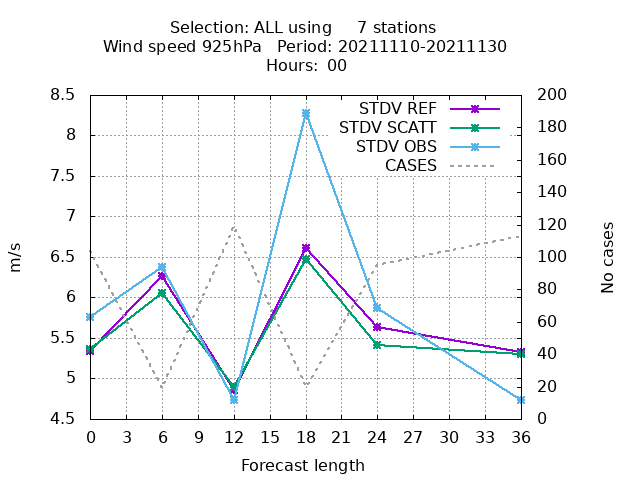 Selection: ALL using     7 stations
Wind speed 925hPa   Period: 20211110-20211130
Hours:  00
8.5
8
7.5
7
6.5
6
5.5
5
4.5
m/s
STDV REF
STDV SCATT
STDV OBS
CASES
200
180
160
140
120
100
80
60
40
20
0
No cases
0 3 6 9 12 15 18 21 24 27 30 33 36
Forecast length